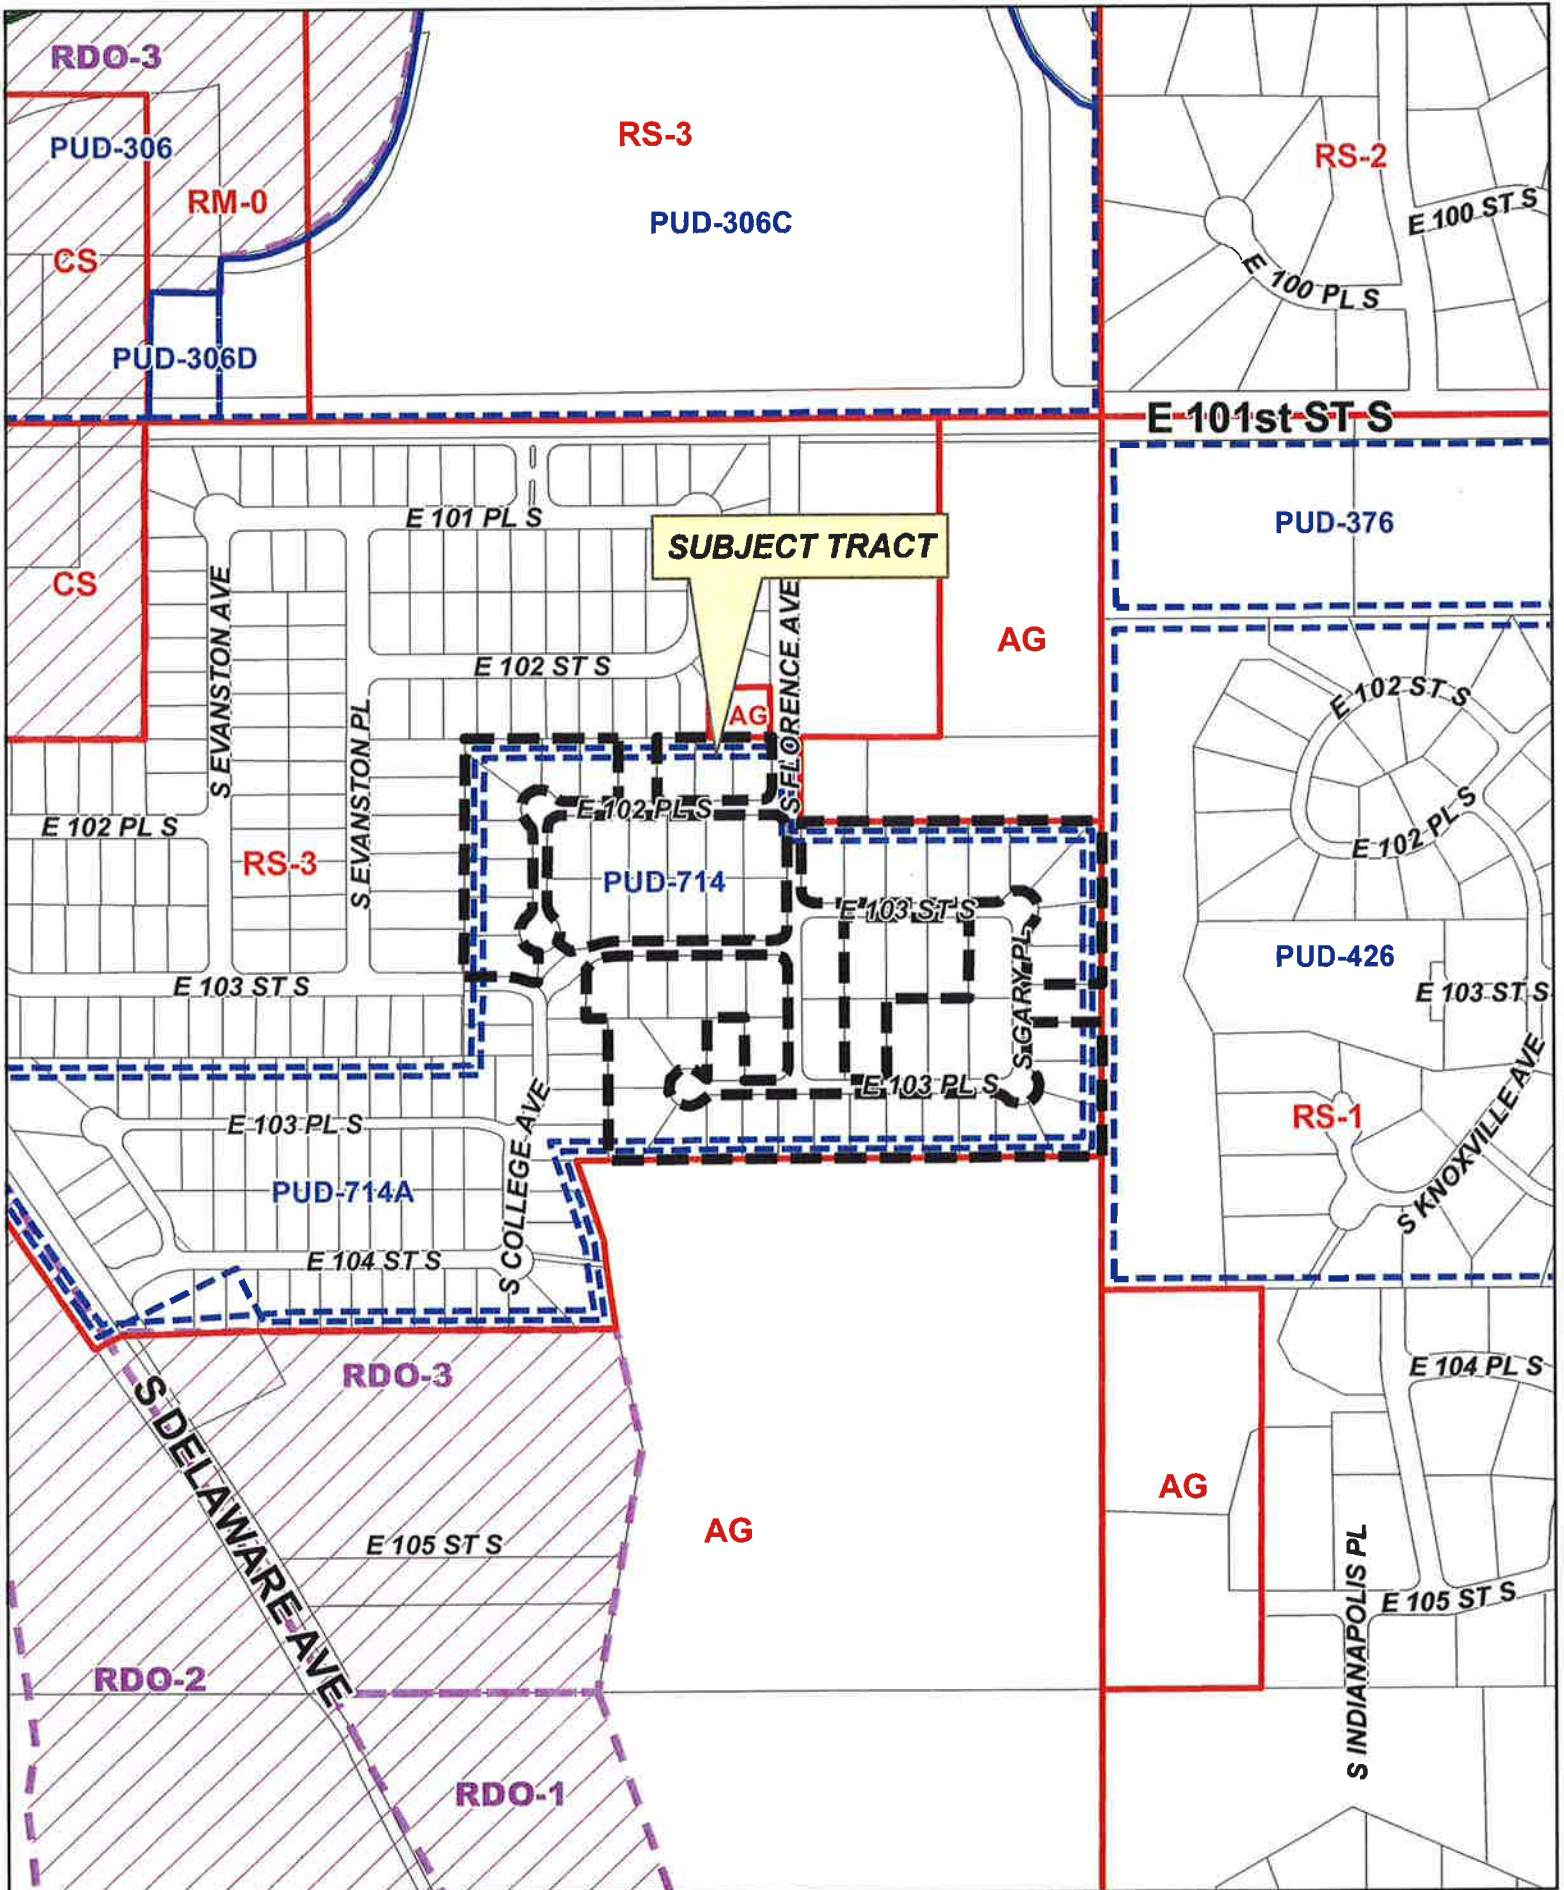 RDO-3
RS-3
PUD-306
RS-2
RM-0
E 100 ST S
PUD-306C
CS
E 100 PL S
PUD-306D
E 101st ST S
E 101 PL S
PUD-376
SUBJECT TRACT
CS
S EVANSTON AVE
S FLORENCE AVE
AG
E 102 ST S
E 102 ST S
S EVANSTON PL
AG
E 102 PL S
E 102 PL S
E 102 PL S
RS-3
PUD-714
E 103 ST S
S GARY PL
PUD-426
E 103 ST S
E 103 ST S
E 103 PL S
S KNOXVILLE AVE
E 103 PL S
S COLLEGE AVE
RS-1
PUD-714A
E 104 ST S
RDO-3
E 104 PL S
S DELAWARE AVE
AG
AG
E 105 ST S
S INDIANAPOLIS PL
E 105 ST S
RDO-2
RDO-1